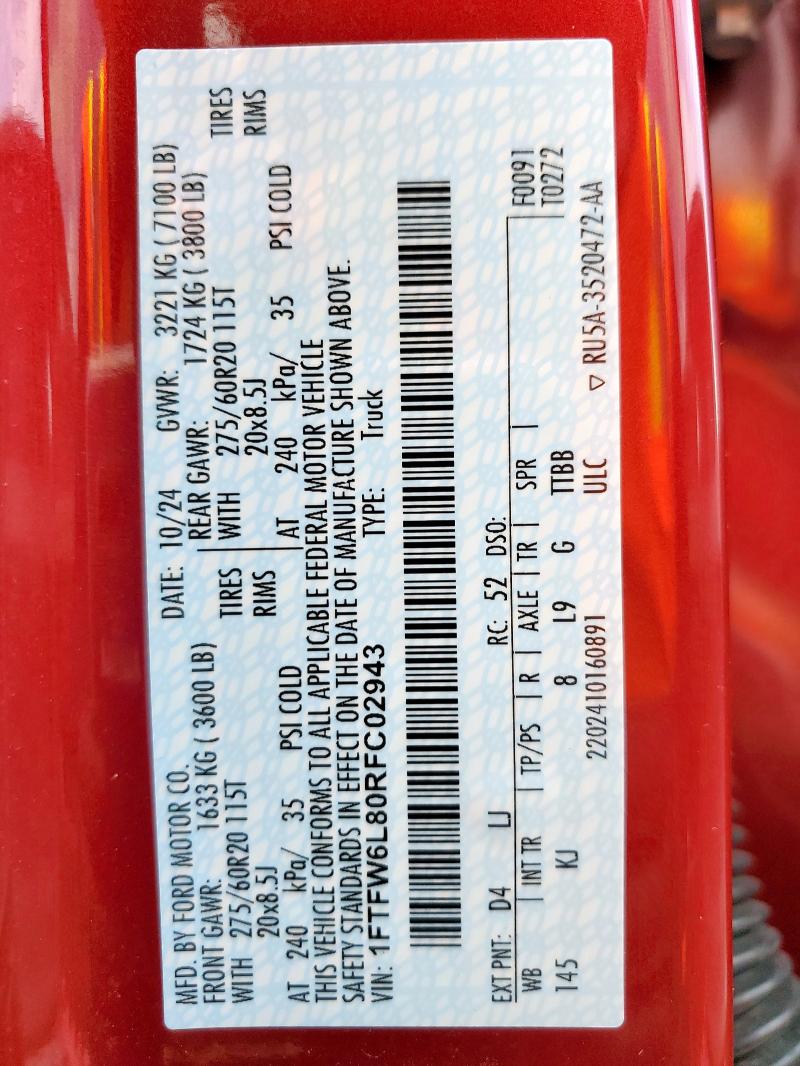 MFD. BY FORD MOTOR CO. DATE: 10/24 GVWR: 3221 KG ( 7100 LB)
FRONT GAWR: 1633 KG ( 3600 LB) REAR GAWR: 1724 KG ( 3800 LB)
WITH 275/60R20 115T TIRES WITH 275/60R20 115T TIRES
20x8.5J RIMS 20x8.5J RIMS
AT 240 kPa/ 35 PSI COLD AT 240 kPa/ 35 PSI COLD
THIS VEHICLE CONFORMS TO ALL APPLICABLE FEDERAL MOTOR VEHICLE
SAFETY STANDARDS IN EFFECT ON THE DATE OF MANUFACTURE SHOWN ABOVE.
VIN: 1FTFW6L80RFC02943 TYPE: Truck
EXT PNT: D4 LJ RC: 52 DSO: F0091
WB | INT TR | TP/PS | R | AXLE | TR | SPR | T0272
145 KJ 8 L9 G TTBB
2202410160891 ULC ▽ RU5A-3520472-AA